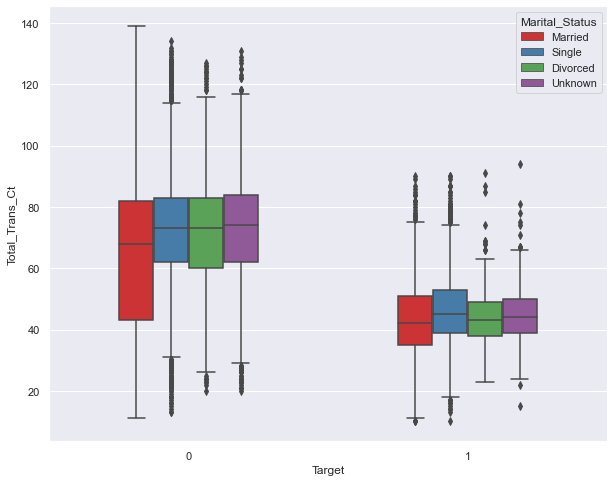 Total_Trans_Ct
140
120
100
80
60
40
20
0
1
Target
Marital_Status
Married
Single
Divorced
Unknown